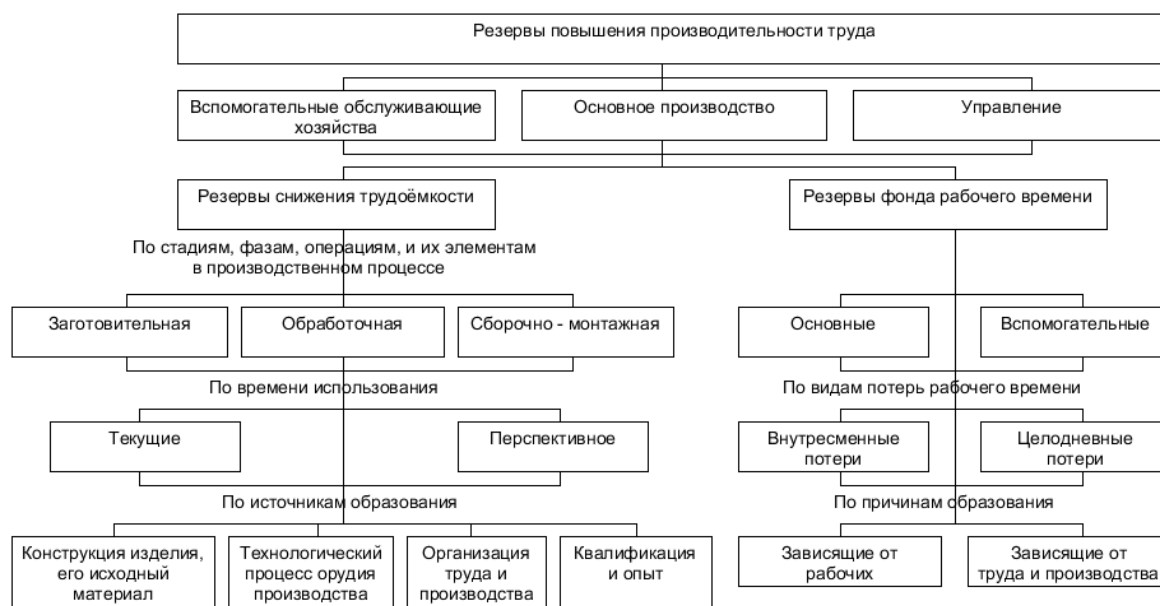 Резервы повышения производительности труда
Вспомогательные обслуживающие
хозяйства
Основное производство
Управление
Резервы снижения трудоёмкости
Резервы фонда рабочего времени
По стадиям, фазам, операциям, и их элементам
в производственном процессе
Заготовительная
Обработочная
Сборочно - монтажная
Основные
Вспомогательные
По времени использования
По видам потерь рабочего времени
Текущие
Перспективное
Внутресменные
потери
Целодневные
потери
По источникам образования
По причинам образования
Конструкция изделия,
его исходный
материал
Технологический
процесс орудия
производства
Организация
труда и
производства
Квалификация
и опыт
Зависящие от
рабочих
Зависящие от
труда и производства